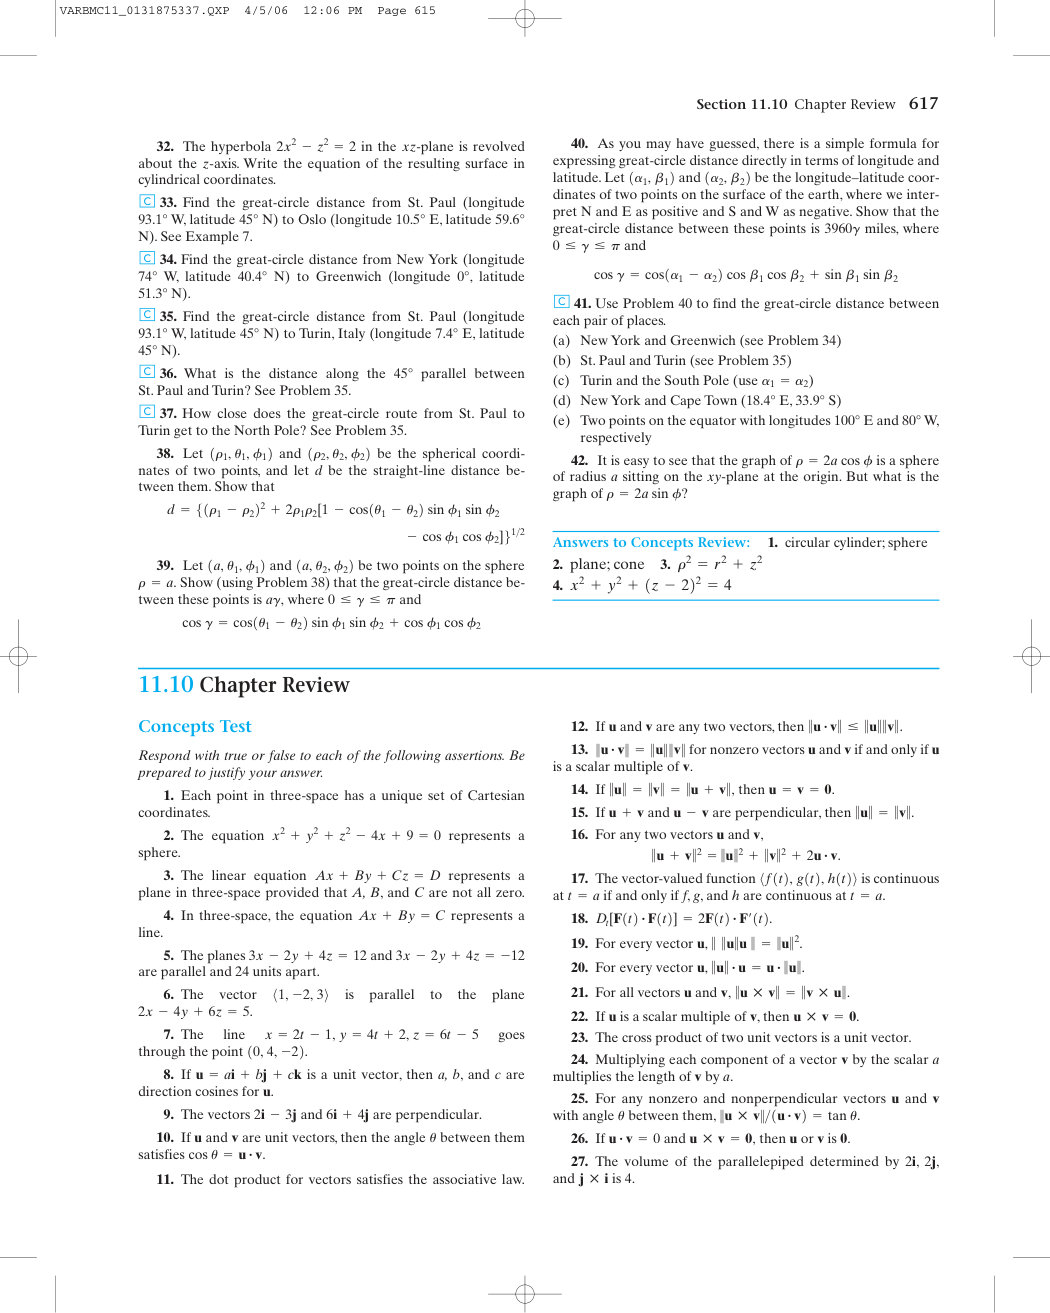 VARBMC11_0131875337.QXP 4/5/06 12:06 PM Page 615
Section 11.10 Chapter Review 617
32. The hyperbola 2x² − z² = 2 in the xz-plane is revolved
about the z-axis. Write the equation of the resulting surface in
cylindrical coordinates.
C 33. Find the great-circle distance from St. Paul (longitude
93.1° W, latitude 45° N) to Oslo (longitude 10.5° E, latitude 59.6°
N). See Example 7.
C 34. Find the great-circle distance from New York (longitude
74° W, latitude 40.4° N) to Greenwich (longitude 0°, latitude
51.3° N).
C 35. Find the great-circle distance from St. Paul (longitude
93.1° W, latitude 45° N) to Turin, Italy (longitude 7.4° E, latitude
45° N).
C 36. What is the distance along the 45° parallel between
St. Paul and Turin? See Problem 35.
C 37. How close does the great-circle route from St. Paul to
Turin get to the North Pole? See Problem 35.
38. Let (ρ₁, θ₁, ϕ₁) and (ρ₂, θ₂, ϕ₂) be the spherical coordi-
nates of two points, and let d be the straight-line distance be-
tween them. Show that
d = {(ρ₁ − ρ₂)² + 2ρ₁ρ₂[1 − cos(θ₁ − θ₂) sin ϕ₁ sin ϕ₂
− cos ϕ₁ cos ϕ₂]}^1/2
39. Let (a, θ₁, ϕ₁) and (a, θ₂, ϕ₂) be two points on the sphere
ρ = a. Show (using Problem 38) that the great-circle distance be-
tween these points is aγ, where 0 ≤ γ ≤ π and
cos γ = cos(θ₁ − θ₂) sin ϕ₁ sin ϕ₂ + cos ϕ₁ cos ϕ₂
40. As you may have guessed, there is a simple formula for
expressing great-circle distance directly in terms of longitude and
latitude. Let (α₁, β₁) and (α₂, β₂) be the longitude–latitude coor-
dinates of two points on the surface of the earth, where we inter-
pret N and E as positive and S and W as negative. Show that the
great-circle distance between these points is 3960γ miles, where
0 ≤ γ ≤ π and
cos γ = cos(α₁ − α₂) cos β₁ cos β₂ + sin β₁ sin β₂
C 41. Use Problem 40 to find the great-circle distance between
each pair of places.
(a) New York and Greenwich (see Problem 34)
(b) St. Paul and Turin (see Problem 35)
(c) Turin and the South Pole (use α₁ = α₂)
(d) New York and Cape Town (18.4° E, 33.9° S)
(e) Two points on the equator with longitudes 100° E and 80° W,
respectively
42. It is easy to see that the graph of ρ = 2a cos ϕ is a sphere
of radius a sitting on the xy-plane at the origin. But what is the
graph of ρ = 2a sin ϕ?
Answers to Concepts Review: 1. circular cylinder; sphere
2. plane; cone 3. ρ² = r² + z²
4. x² + y² + (z − 2)² = 4
11.10 Chapter Review
Concepts Test
Respond with true or false to each of the following assertions. Be
prepared to justify your answer.
1. Each point in three-space has a unique set of Cartesian
coordinates.
2. The equation x² + y² + z² − 4x + 9 = 0 represents a
sphere.
3. The linear equation Ax + By + Cz = D represents a
plane in three-space provided that A, B, and C are not all zero.
4. In three-space, the equation Ax + By = C represents a
line.
5. The planes 3x − 2y + 4z = 12 and 3x − 2y + 4z = −12
are parallel and 24 units apart.
6. The vector ⟨1, −2, 3⟩ is parallel to the plane
2x − 4y + 6z = 5.
7. The line x = 2t − 1, y = 4t + 2, z = 6t − 5 goes
through the point (0, 4, −2).
8. If u = ai + bj + ck is a unit vector, then a, b, and c are
direction cosines for u.
9. The vectors 2i − 3j and 6i + 4j are perpendicular.
10. If u and v are unit vectors, then the angle θ between them
satisfies cos θ = u · v.
11. The dot product for vectors satisfies the associative law.
12. If u and v are any two vectors, then ‖u · v‖ ≤ ‖u‖‖v‖.
13. ‖u · v‖ = ‖u‖‖v‖ for nonzero vectors u and v if and only if u
is a scalar multiple of v.
14. If ‖u‖ = ‖v‖ = ‖u + v‖, then u = v = 0.
15. If u + v and u − v are perpendicular, then ‖u‖ = ‖v‖.
16. For any two vectors u and v,
‖u + v‖² = ‖u‖² + ‖v‖² + 2u · v.
17. The vector-valued function ⟨f(t), g(t), h(t)⟩ is continuous
at t = a if and only if f, g, and h are continuous at t = a.
18. Dₜ[F(t) · F(t)] = 2F(t) · F′(t).
19. For every vector u, ‖ ‖u‖u ‖ = ‖u‖².
20. For every vector u, ‖u‖ · u = u · ‖u‖.
21. For all vectors u and v, ‖u × v‖ = ‖v × u‖.
22. If u is a scalar multiple of v, then u × v = 0.
23. The cross product of two unit vectors is a unit vector.
24. Multiplying each component of a vector v by the scalar a
multiplies the length of v by a.
25. For any nonzero and nonperpendicular vectors u and v
with angle θ between them, ‖u × v‖/(u · v) = tan θ.
26. If u · v = 0 and u × v = 0, then u or v is 0.
27. The volume of the parallelepiped determined by 2i, 2j,
and j × i is 4.